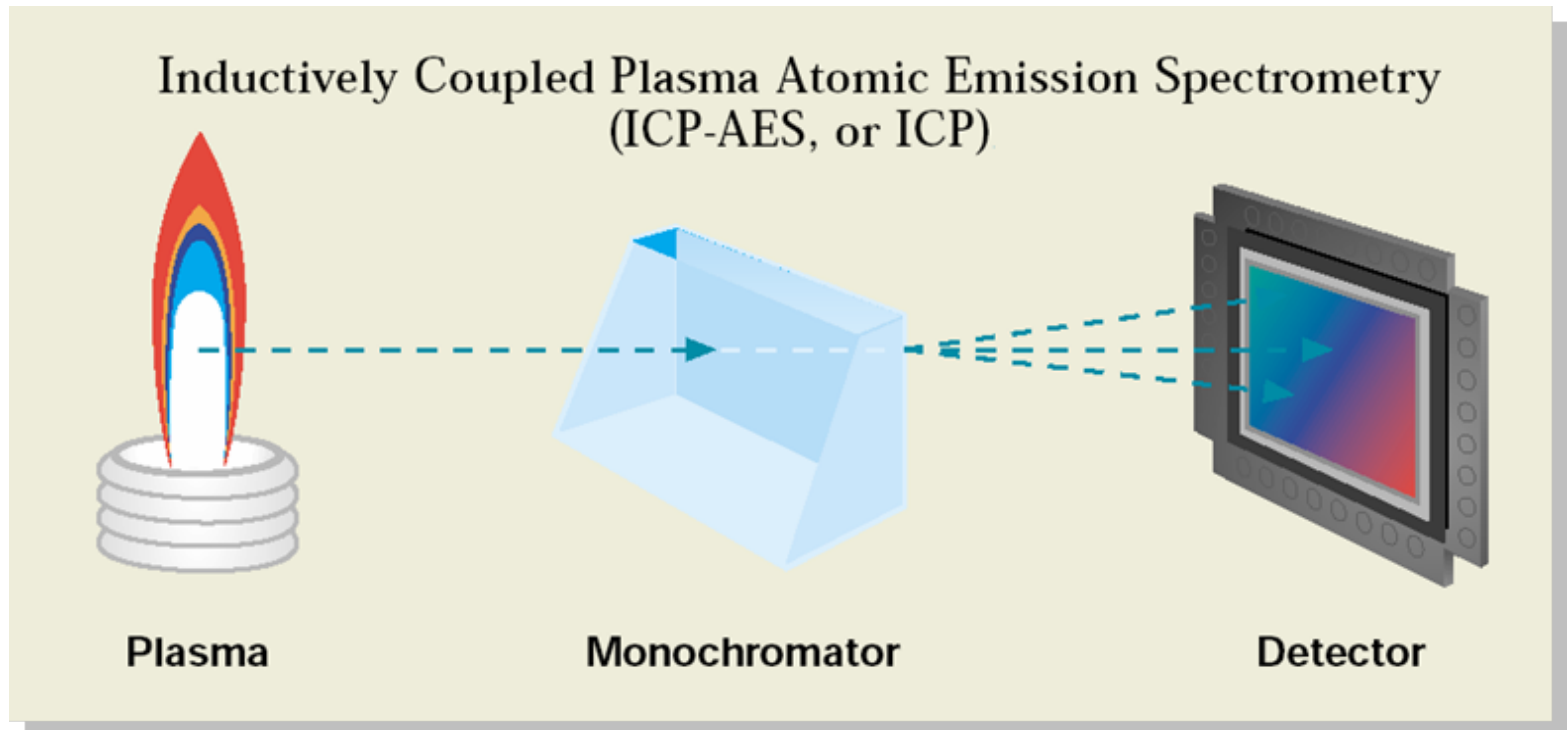 Inductively Coupled Plasma Atomic Emission Spectrometry
(ICP-AES, or ICP)
Plasma
Monochromator
Detector